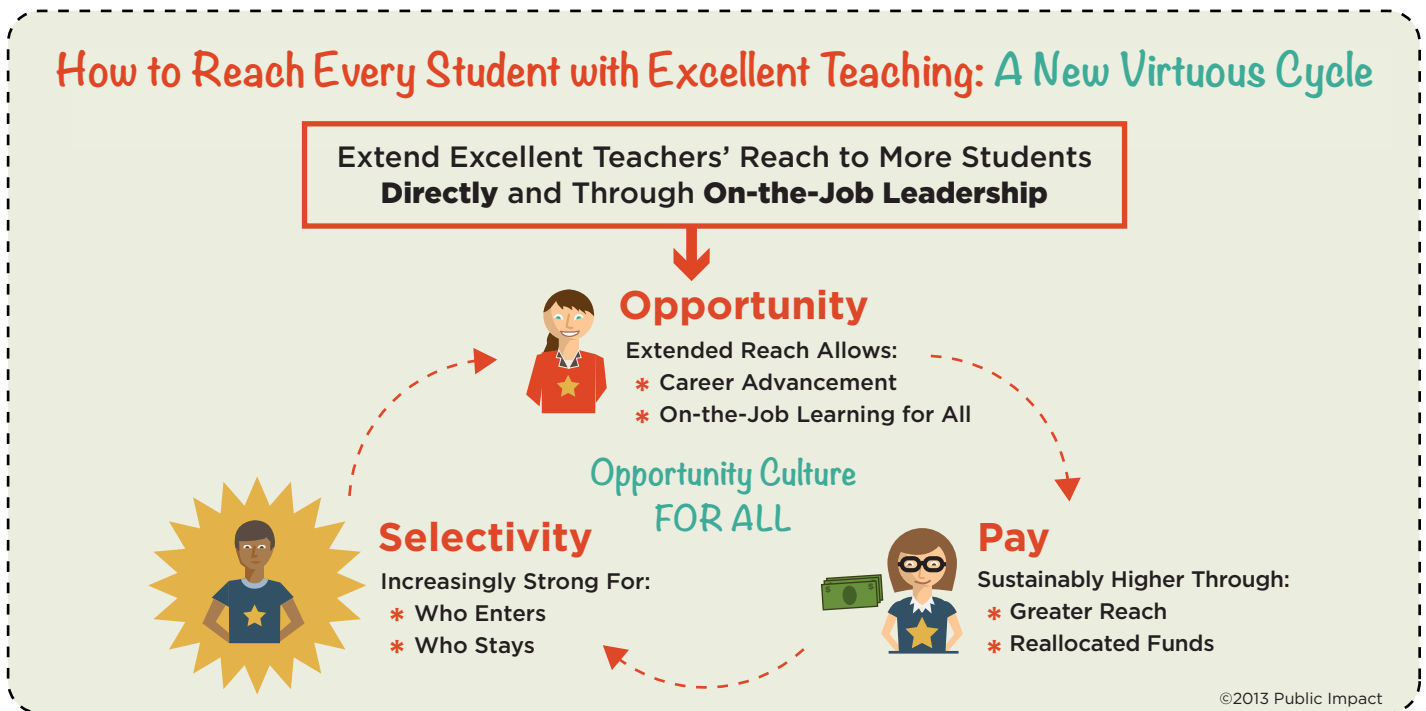 How to Reach Every Student with Excellent Teaching: A New Virtuous Cycle
Extend Excellent Teachers’ Reach to More Students
Directly and Through On-the-Job Leadership
Opportunity
Extended Reach Allows:
* Career Advancement
* On-the-Job Learning for All
Opportunity Culture
FOR ALL
Selectivity
Increasingly Strong For:
* Who Enters
* Who Stays
Pay
Sustainably Higher Through:
* Greater Reach
* Reallocated Funds
©2013 Public Impact